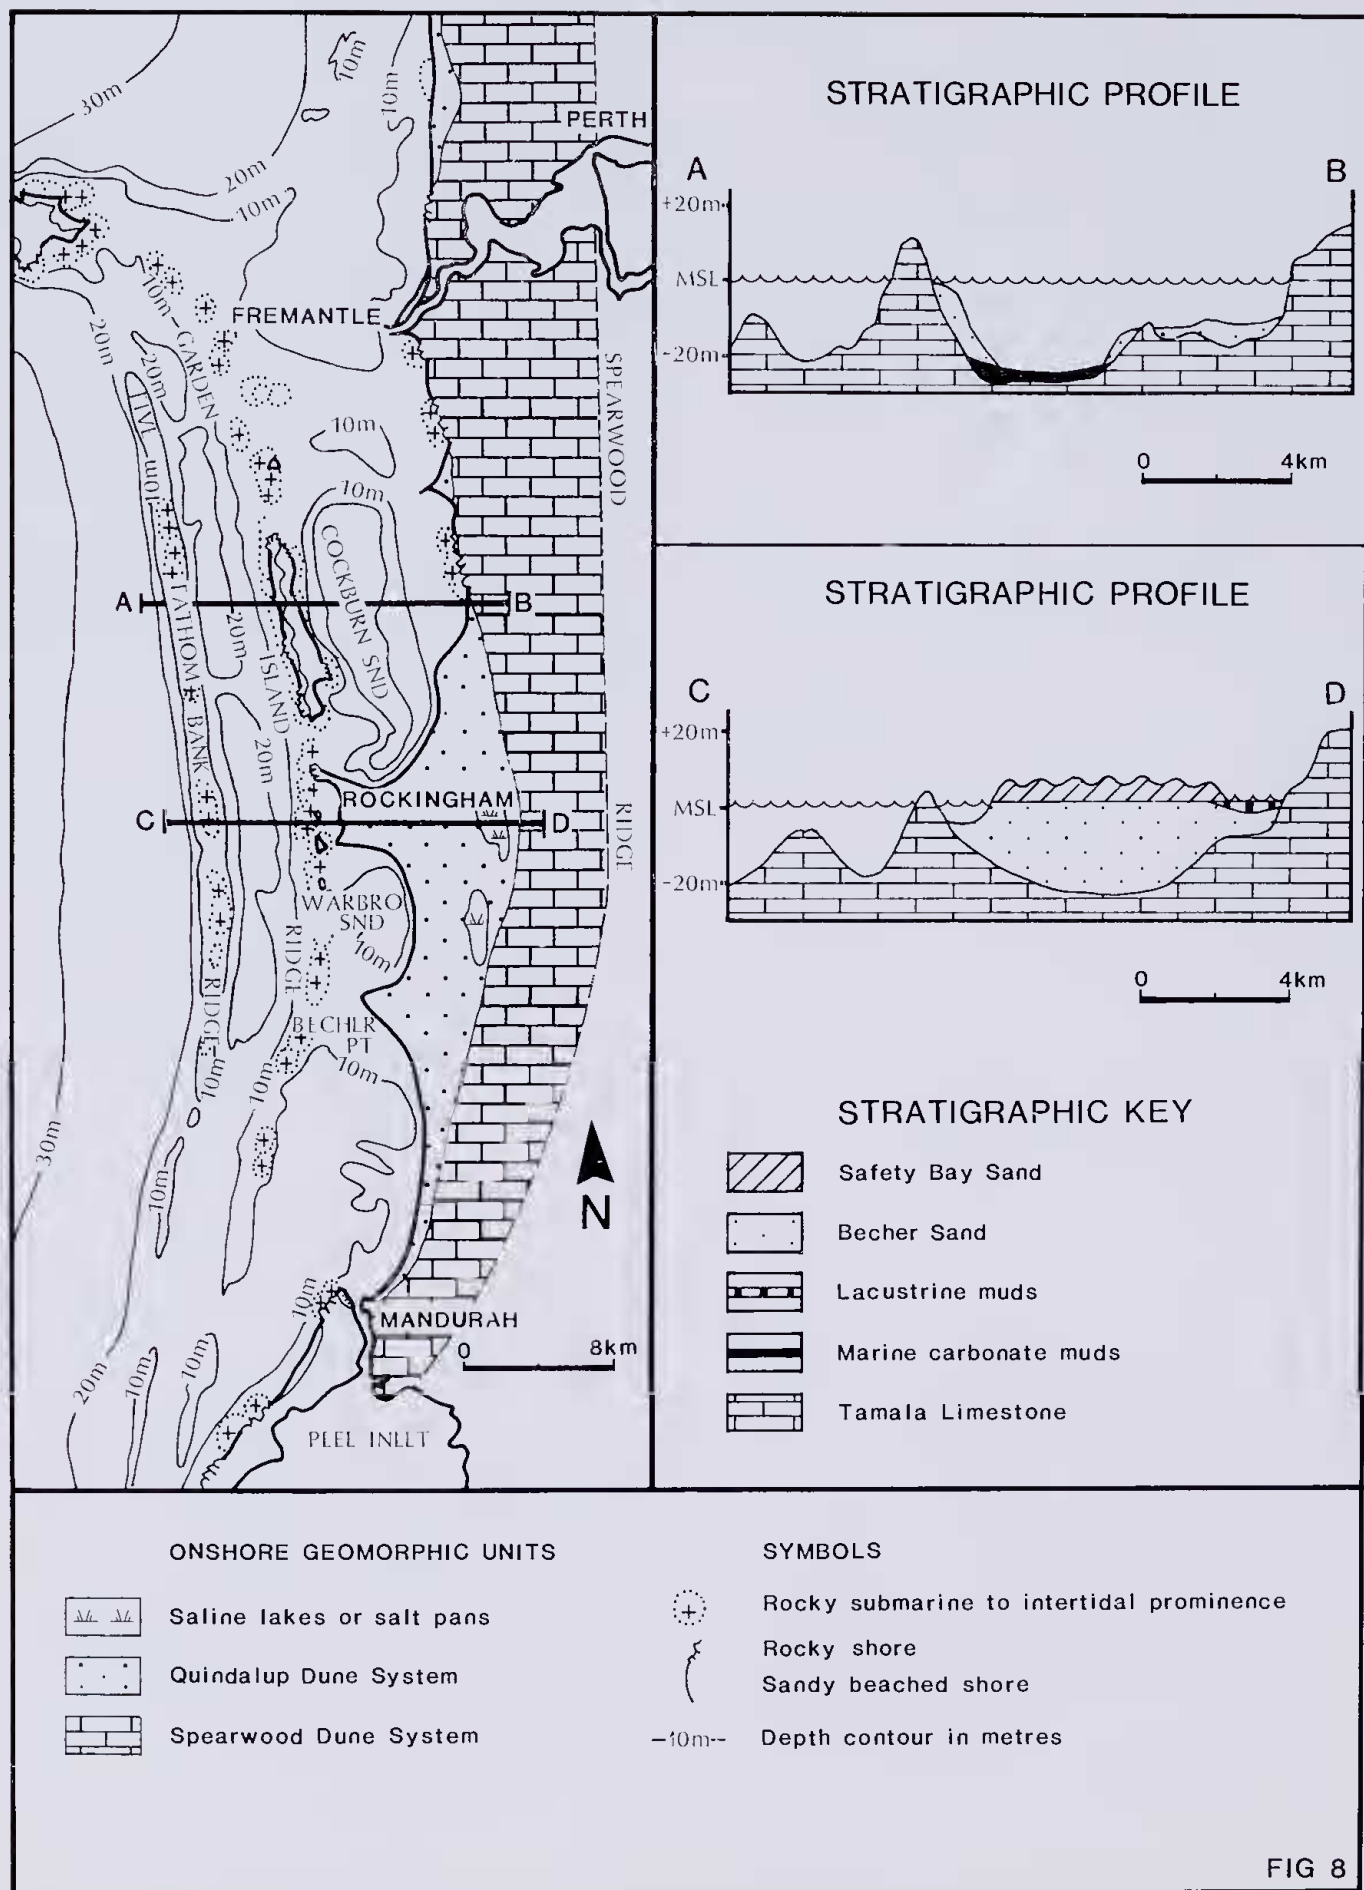 30m
10m
10m
PERTH
20m
10m
10m
FREMANTLE
20m
20m
GARDEN
10m
10m
SPEARWOOD
10m
FATHOM
COCKBURN SND
A
B
20m
ISLAND
BANK
20m
C
ROCKINGHAM
D
RIDGE
WARBRO
SND
10m
RIDGE
RIDGE
BECHER
PT
10m
10m
10m
30m
10m
N
10m
MANDURAH
0 8km
20m
10m
10m
PEEL INLET
STRATIGRAPHIC PROFILE
A B
+20m
MSL
-20m
0 4km
STRATIGRAPHIC PROFILE
C D
+20m
MSL
-20m
0 4km
STRATIGRAPHIC KEY
Safety Bay Sand
Becher Sand
Lacustrine muds
Marine carbonate muds
Tamala Limestone
ONSHORE GEOMORPHIC UNITS
Saline lakes or salt pans
Quindalup Dune System
Spearwood Dune System
SYMBOLS
Rocky submarine to intertidal prominence
Rocky shore
Sandy beached shore
-10m-- Depth contour in metres
FIG 8